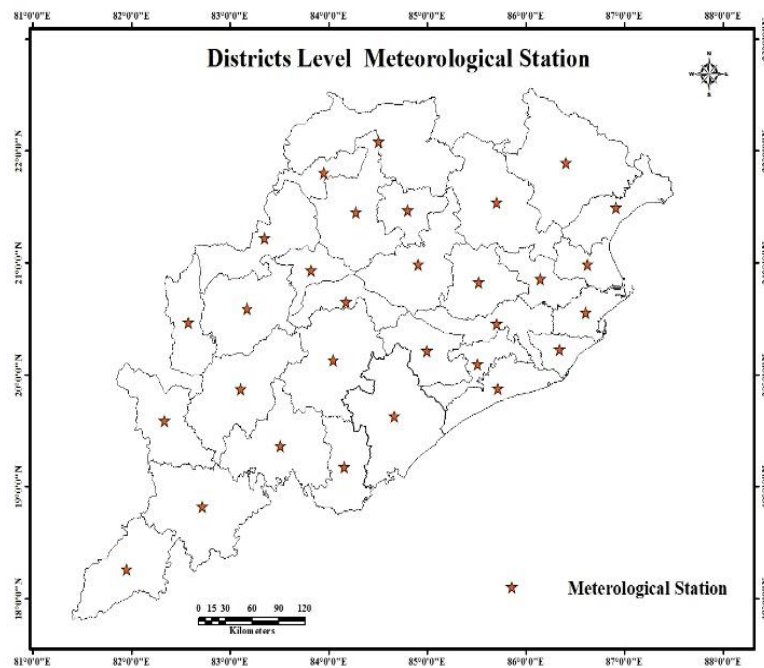 81°0'0"E 82°0'0"E 83°0'0"E 84°0'0"E 85°0'0"E 86°0'0"E 87°0'0"E 88°0'0"E
Districts Level Meteorological Station
N
W E
S
22°0'0"N
21°0'0"N
20°0'0"N
19°0'0"N
18°0'0"N
Meterological Station
0 15 30 60 90 120
Kilometers
81°0'0"E 82°0'0"E 83°0'0"E 84°0'0"E 85°0'0"E 86°0'0"E 87°0'0"E 88°0'0"E